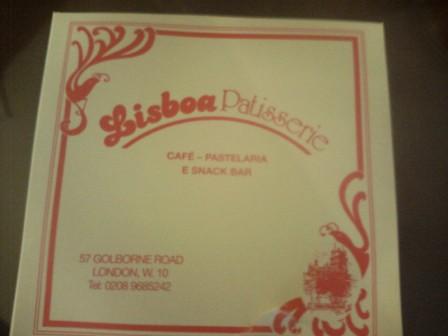 Lisboa Patisserie
CAFÉ – PASTELARIA
E SNACK BAR
57 GOLBORNE ROAD
LONDON, W. 10
Tel: 0208 9685242